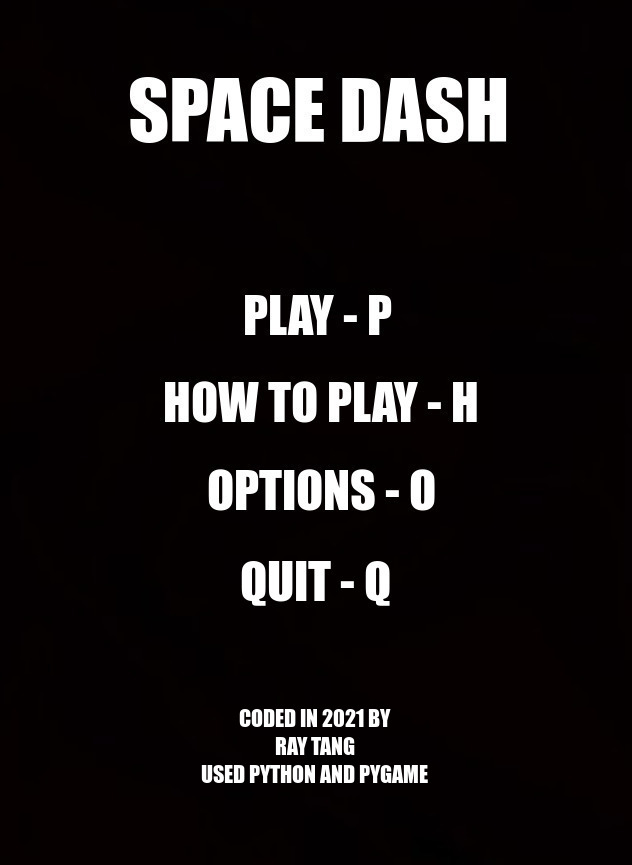 SPACE DASH
PLAY - P
HOW TO PLAY - H
OPTIONS - O
QUIT - Q
CODED IN 2021 BY
RAY TANG
USED PYTHON AND PYGAME